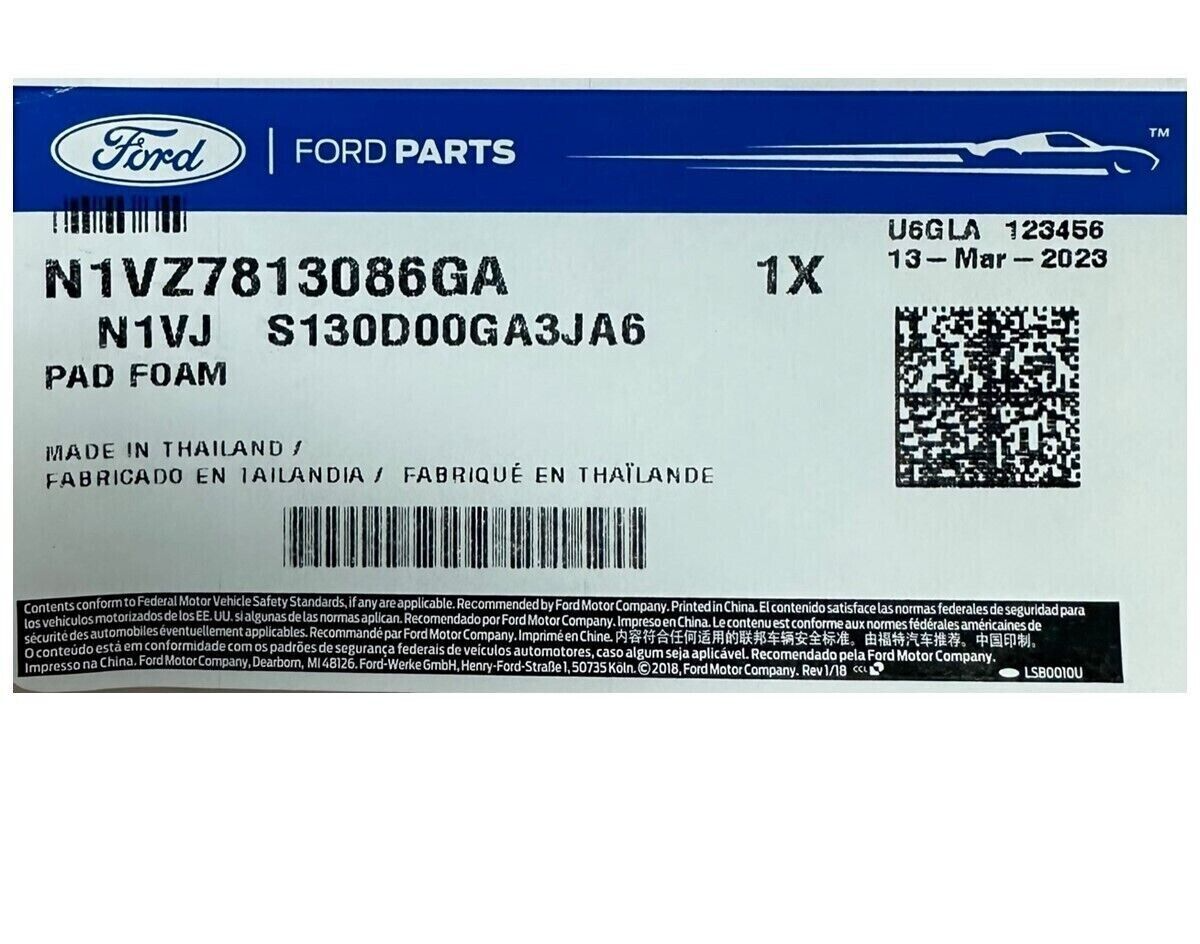 Ford | FORD PARTS TM
U6GLA 123456
13-Mar-2023
N1VZ7813086GA 1X
N1VJ S130D00GA3JA6
PAD FOAM
MADE IN THAILAND /
FABRICADO EN TAILANDIA / FABRIQUÉ EN THAÏLANDE
Contents conform to Federal Motor Vehicle Safety Standards, if any are applicable. Recommended by Ford Motor Company. Printed in China. El contenido satisface las normas federales de seguridad para
los vehículos motorizados de los EE. UU. si algunas de las normas aplican. Recomendado por Ford Motor Company. Impreso en China. Le contenu est conforme aux normes fédérales américaines de
sécurité des automobiles éventuellement applicables. Recommandé par Ford Motor Company. Imprimé en Chine. 内容符合任何适用的联邦车辆安全标准。由福特汽车推荐。中国印制。
O conteúdo está em conformidade com os padrões de segurança federais de veículos automotores, caso algum seja aplicável. Recomendado pela Ford Motor Company.
Impresso na China. Ford Motor Company, Dearborn, MI 48126. Ford-Werke GmbH, Henry-Ford-Straße 1, 50735 Köln. © 2018, Ford Motor Company. Rev 1/18 CCL
LSB0010U